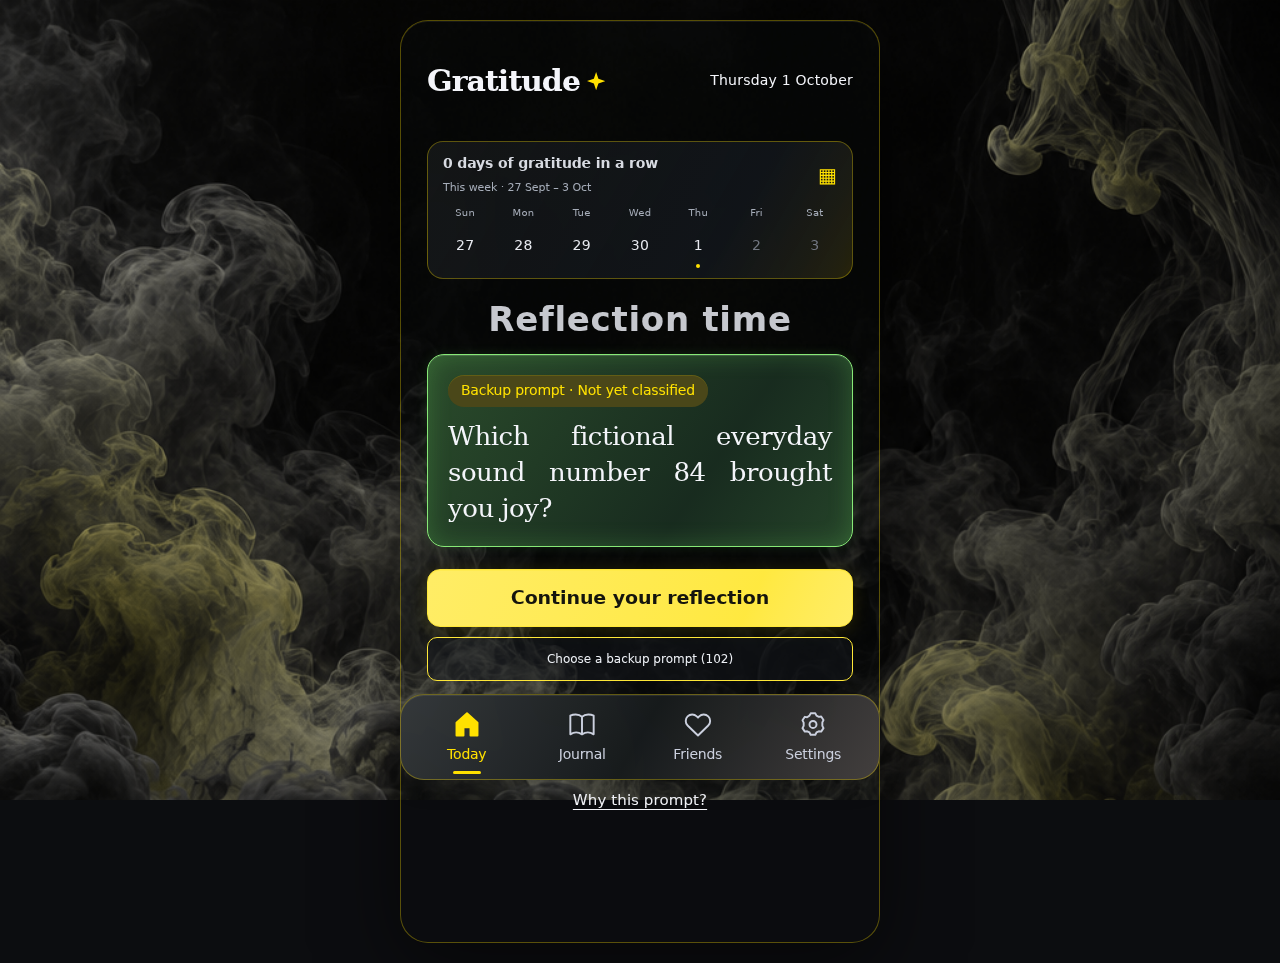 Gratitude
Thursday 1 October
0 days of gratitude in a row
This week · 27 Sept – 3 Oct
Sun Mon Tue Wed Thu Fri Sat
27 28 29 30 1 2 3
Reflection time
Backup prompt · Not yet classified
Which fictional everyday
sound number 84 brought
you joy?
Continue your reflection
Choose a backup prompt (102)
Today Journal Friends Settings
Why this prompt?